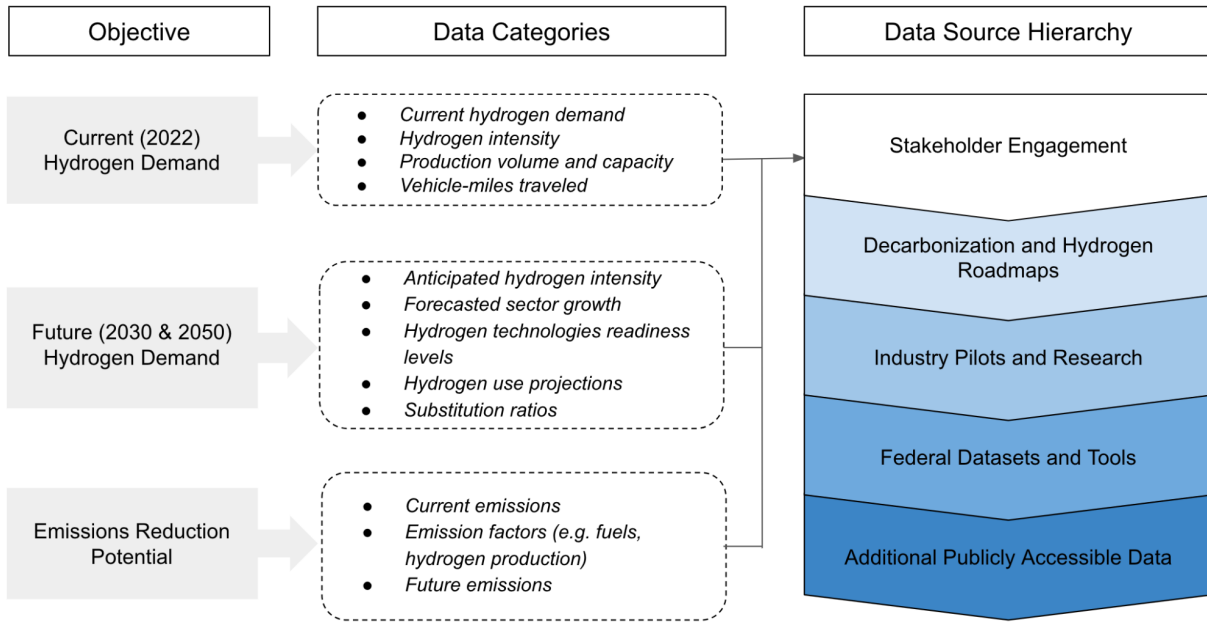 Objective
Data Categories
Data Source Hierarchy
Current (2022)
Hydrogen Demand
● Current hydrogen demand
● Hydrogen intensity
● Production volume and capacity
● Vehicle-miles traveled
Future (2030 & 2050)
Hydrogen Demand
● Anticipated hydrogen intensity
● Forecasted sector growth
● Hydrogen technologies readiness
levels
● Hydrogen use projections
● Substitution ratios
Emissions Reduction
Potential
● Current emissions
● Emission factors (e.g. fuels,
hydrogen production)
● Future emissions
Stakeholder Engagement
Decarbonization and Hydrogen
Roadmaps
Industry Pilots and Research
Federal Datasets and Tools
Additional Publicly Accessible Data